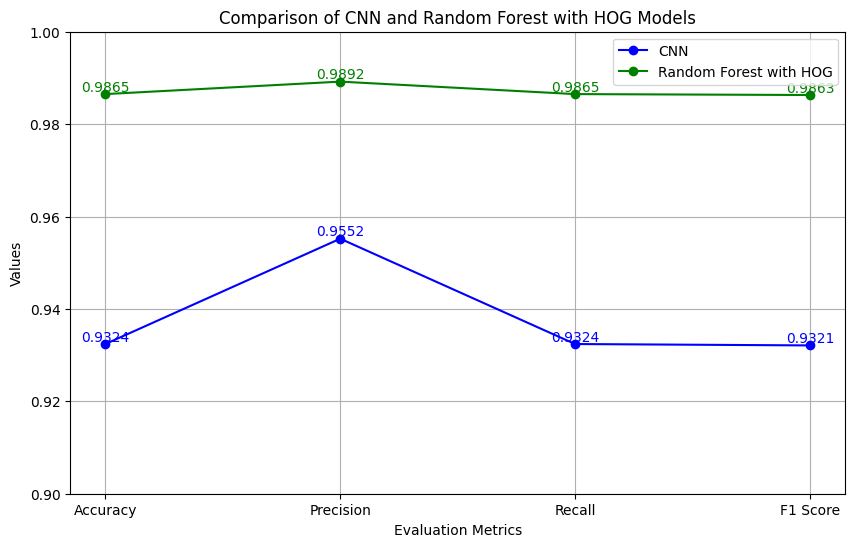 Comparison of CNN and Random Forest with HOG Models
CNN
Random Forest with HOG
0.9865
0.9892
0.9865
0.9863
0.9324
0.9552
0.9324
0.9321
1.00
0.98
0.96
0.94
0.92
0.90
Values
Accuracy
Precision
Recall
F1 Score
Evaluation Metrics